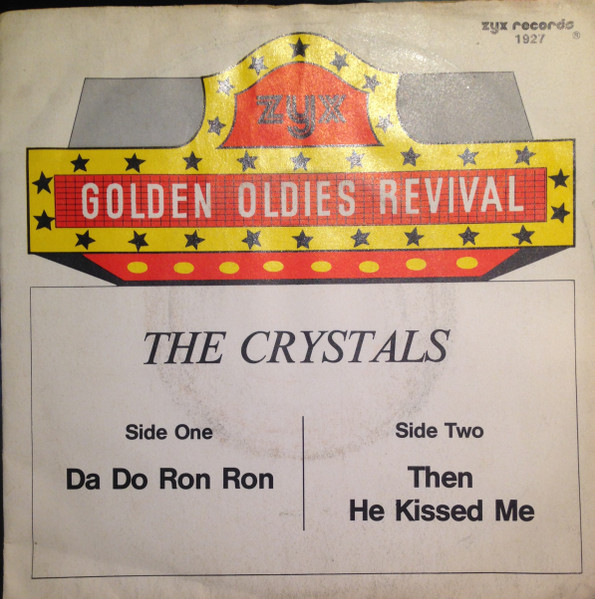 zyx records
1927 ®
zyx
GOLDEN OLDIES REVIVAL
THE CRYSTALS
Side One
Da Do Ron Ron
Side Two
Then
He Kissed Me